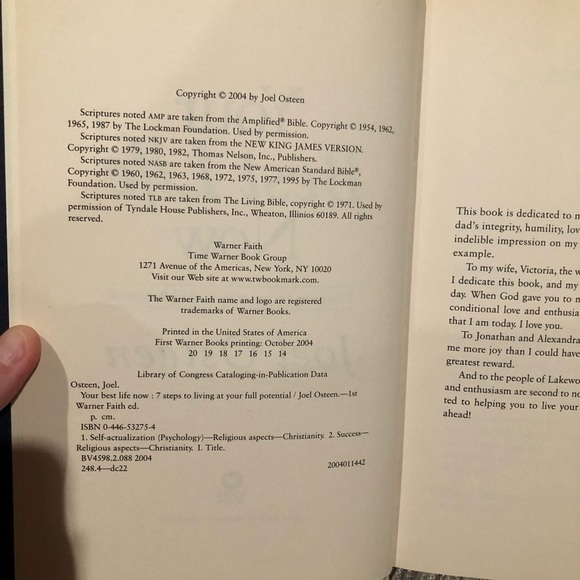 Copyright © 2004 by Joel Osteen
Scriptures noted AMP are taken from the Amplified® Bible. Copyright © 1954, 1962,
1965, 1987 by The Lockman Foundation. Used by permission.
Scriptures noted NKJV are taken from the NEW KING JAMES VERSION.
Copyright © 1979, 1980, 1982, Thomas Nelson, Inc., Publishers.
Scriptures noted NASB are taken from the New American Standard Bible®,
Copyright © 1960, 1962, 1963, 1968, 1972, 1975, 1977, 1995 by The Lockman
Foundation. Used by permission.
Scriptures noted TLB are taken from The Living Bible, copyright © 1971. Used by
permission of Tyndale House Publishers, Inc., Wheaton, Illinios 60189. All rights
reserved.
Warner Faith
Time Warner Book Group
1271 Avenue of the Americas, New York, NY 10020
Visit our Web site at www.twbookmark.com.
The Warner Faith name and logo are registered
trademarks of Warner Books.
Printed in the United States of America
First Warner Books printing: October 2004
20 19 18 17 16 15 14
Library of Congress Cataloging-in-Publication Data
Osteen, Joel.
Your best life now : 7 steps to living at your full potential / Joel Osteen.—1st
Warner Faith ed.
p. cm.
ISBN 0-446-53275-4
1. Self-actualization (Psychology)—Religious aspects—Christianity. 2. Success—
Religious aspects—Christianity. I. Title.
BV4598.2.O88 2004
248.4—dc22
2004011442
This book is dedicated to
dad's integrity, humility,
indelible impression on my
example.
To my wife, Victoria, the
I dedicate this book, and my
day. When God gave you to
conditional love and
that I am today. I love you.
To Jonathan and Alexandra
me more joy than I could have
greatest reward.
And to the people of
and enthusiasm are second to
ted to helping you to live your
ahead!